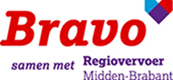 Bravo
samen met Regiovervoer
Midden-Brabant